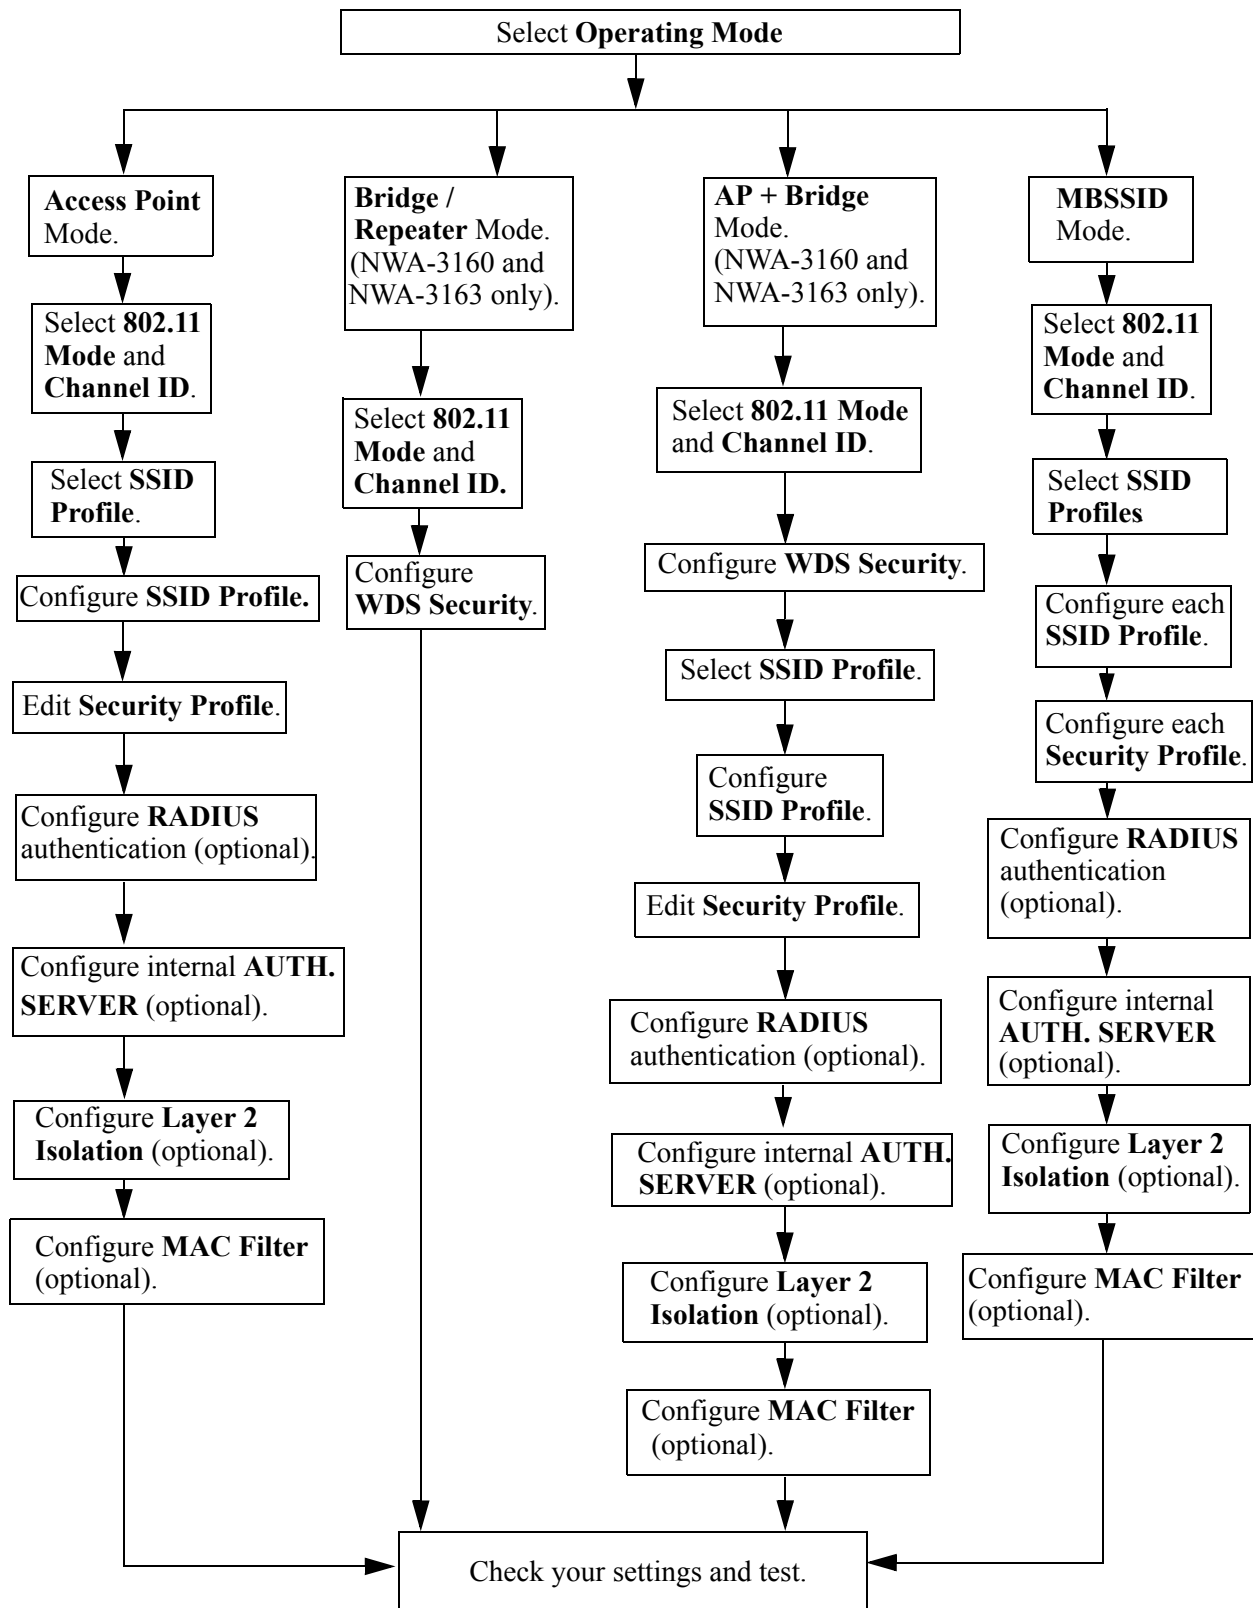 Select Operating Mode
Access Point
Mode.
Select 802.11
Mode and
Channel ID.
Select SSID
Profile.
Configure SSID Profile.
Edit Security Profile.
Configure RADIUS
authentication (optional).
Configure internal AUTH.
SERVER (optional).
Configure Layer 2
Isolation (optional).
Configure MAC Filter
(optional).
Bridge /
Repeater Mode.
(NWA-3160 and
NWA-3163 only).
Select 802.11
Mode and
Channel ID.
Configure
WDS Security.
AP + Bridge
Mode.
(NWA-3160 and
NWA-3163 only).
Select 802.11 Mode
and Channel ID.
Configure WDS Security.
Select SSID Profile.
Configure
SSID Profile.
Edit Security Profile.
Configure RADIUS
authentication (optional).
Configure internal AUTH.
SERVER (optional).
Configure Layer 2
Isolation (optional).
Configure MAC Filter
(optional).
MBSSID
Mode.
Select 802.11
Mode and
Channel ID.
Select SSID
Profiles
Configure each
SSID Profile.
Configure each
Security Profile.
Configure RADIUS
authentication
(optional).
Configure internal
AUTH. SERVER
(optional).
Configure Layer 2
Isolation (optional).
Configure MAC Filter
(optional).
Check your settings and test.